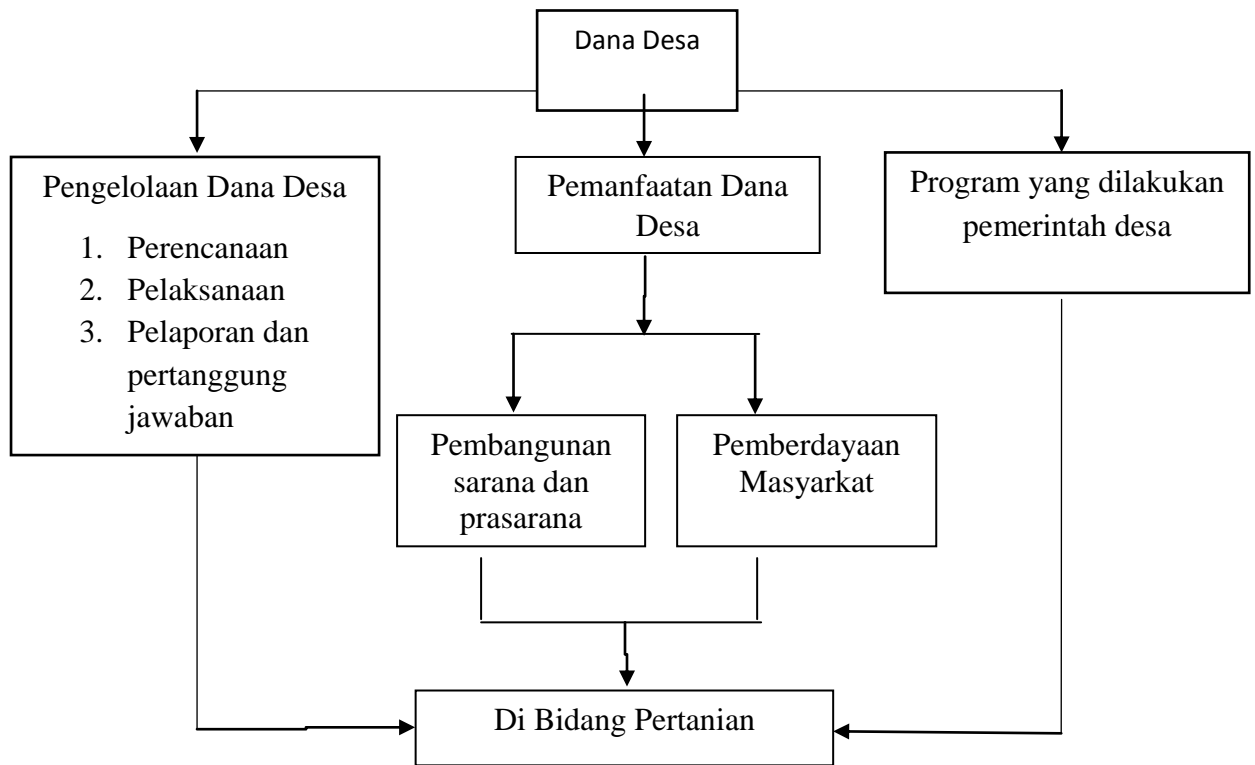 Dana Desa
Pengelolaan Dana Desa
1. Perencanaan
2. Pelaksanaan
3. Pelaporan dan
pertanggung
jawaban
Pemanfaatan Dana
Desa
Program yang dilakukan
pemerintah desa
Pembangunan
sarana dan
prasarana
Pemberdayaan
Masyarkat
Di Bidang Pertanian